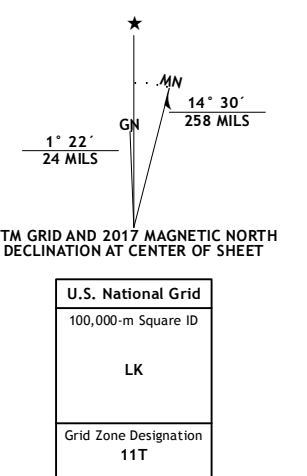 ★
MN
14° 30´
258 MILS
GN
1° 22´
24 MILS
TM GRID AND 2017 MAGNETIC NORTH
DECLINATION AT CENTER OF SHEET
U.S. National Grid
100,000-m Square ID
LK
Grid Zone Designation
11T